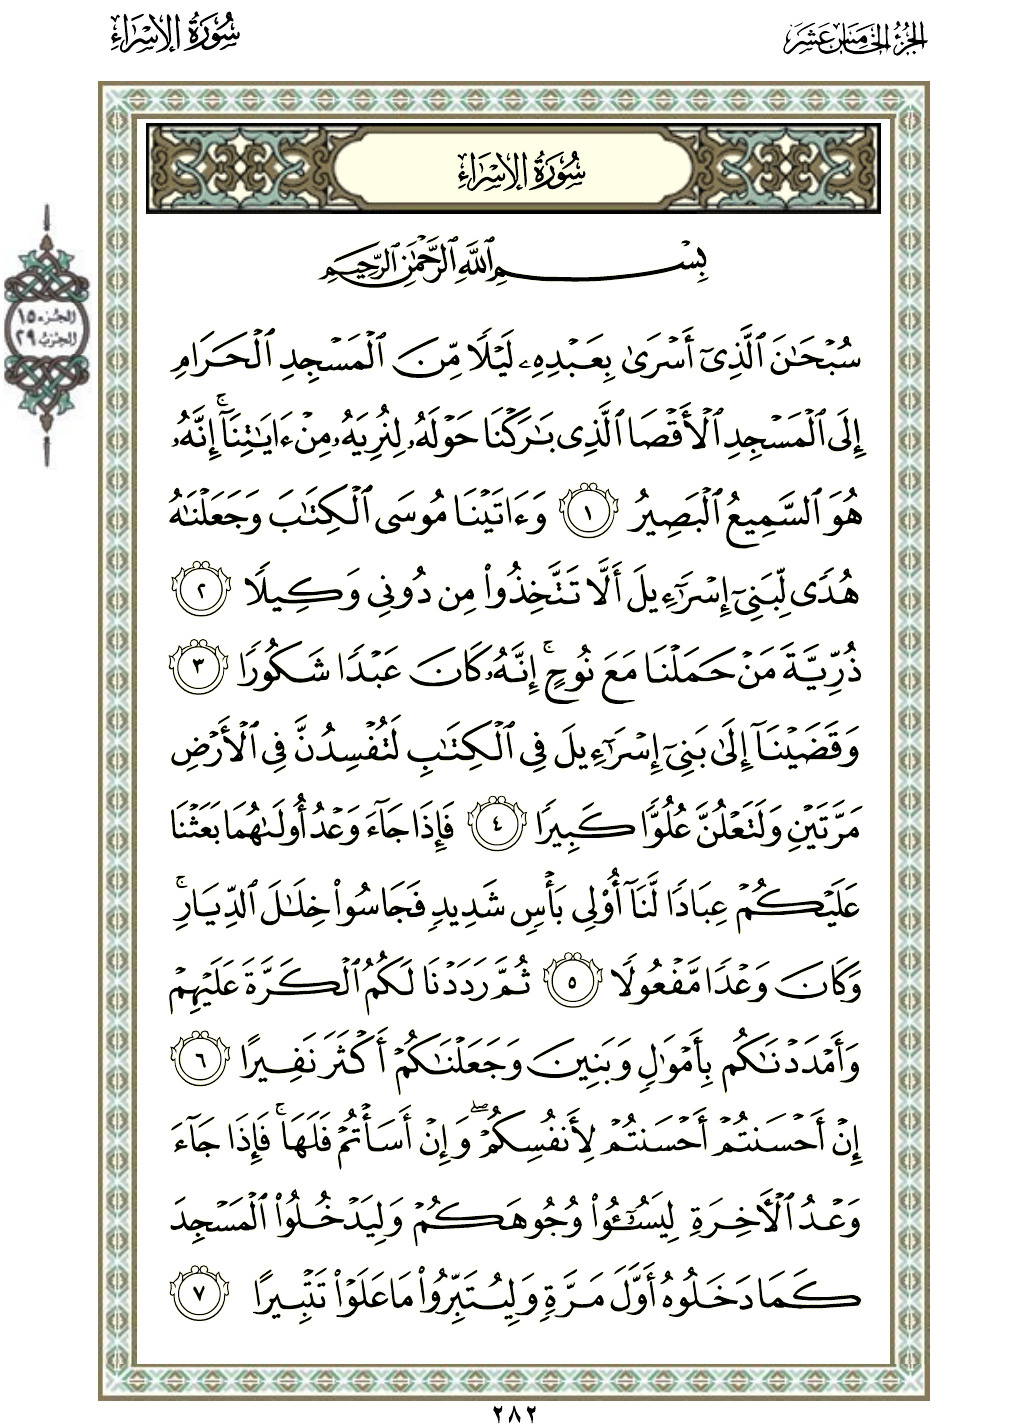 الجزء الخامس عشر
سورة الإسراء
سورة الإسراء
الجزء ١٥
الحزب ٢٩
بِسْمِ ٱللَّهِ ٱلرَّحْمَٰنِ ٱلرَّحِيمِ
سُبْحَٰنَ ٱلَّذِىٓ أَسْرَىٰ بِعَبْدِهِۦ لَيْلًا مِّنَ ٱلْمَسْجِدِ ٱلْحَرَامِ
إِلَى ٱلْمَسْجِدِ ٱلْأَقْصَا ٱلَّذِى بَٰرَكْنَا حَوْلَهُۥ لِنُرِيَهُۥ مِنْ ءَايَٰتِنَآ ۚ إِنَّهُۥ
هُوَ ٱلسَّمِيعُ ٱلْبَصِيرُ ١ وَءَاتَيْنَا مُوسَى ٱلْكِتَٰبَ وَجَعَلْنَٰهُ
هُدًى لِّبَنِىٓ إِسْرَٰٓءِيلَ أَلَّا تَتَّخِذُوا۟ مِن دُونِى وَكِيلًا ٢
ذُرِّيَّةَ مَنْ حَمَلْنَا مَعَ نُوحٍ ۚ إِنَّهُۥ كَانَ عَبْدًا شَكُورًا ٣
وَقَضَيْنَآ إِلَىٰ بَنِىٓ إِسْرَٰٓءِيلَ فِى ٱلْكِتَٰبِ لَتُفْسِدُنَّ فِى ٱلْأَرْضِ
مَرَّتَيْنِ وَلَتَعْلُنَّ عُلُوًّا كَبِيرًا ٤ فَإِذَا جَآءَ وَعْدُ أُولَىٰهُمَا بَعَثْنَا
عَلَيْكُمْ عِبَادًا لَّنَآ أُو۟لِى بَأْسٍ شَدِيدٍ فَجَاسُوا۟ خِلَٰلَ ٱلدِّيَارِ ۚ
وَكَانَ وَعْدًا مَّفْعُولًا ٥ ثُمَّ رَدَدْنَا لَكُمُ ٱلْكَرَّةَ عَلَيْهِمْ
وَأَمْدَدْنَٰكُم بِأَمْوَٰلٍ وَبَنِينَ وَجَعَلْنَٰكُمْ أَكْثَرَ نَفِيرًا ٦
إِنْ أَحْسَنتُمْ أَحْسَنتُمْ لِأَنفُسِكُمْ ۖ وَإِنْ أَسَأْتُمْ فَلَهَا ۚ فَإِذَا جَآءَ
وَعْدُ ٱلْأَخِرَةِ لِيَسُـۥٓـُٔوا۟ وُجُوهَكُمْ وَلِيَدْخُلُوا۟ ٱلْمَسْجِدَ
كَمَا دَخَلُوهُ أَوَّلَ مَرَّةٍ وَلِيُتَبِّرُوا۟ مَا عَلَوْا۟ تَتْبِيرًا ٧
٢٨٢